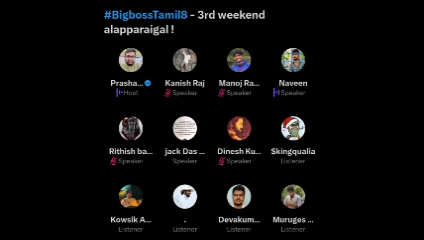 #BigbossTamil8 - 3rd weekend
alapparaigal !
Prasha... Kanish Raj Manoj Ra... Naveen
Host Speaker Speaker Speaker
Rithish ba... jack Das ... Dinesh Ku... $kingqualia
Speaker Speaker Speaker Listener
Kowsik A... . Devakum... Muruges ...
Listener Listener Listener Listener